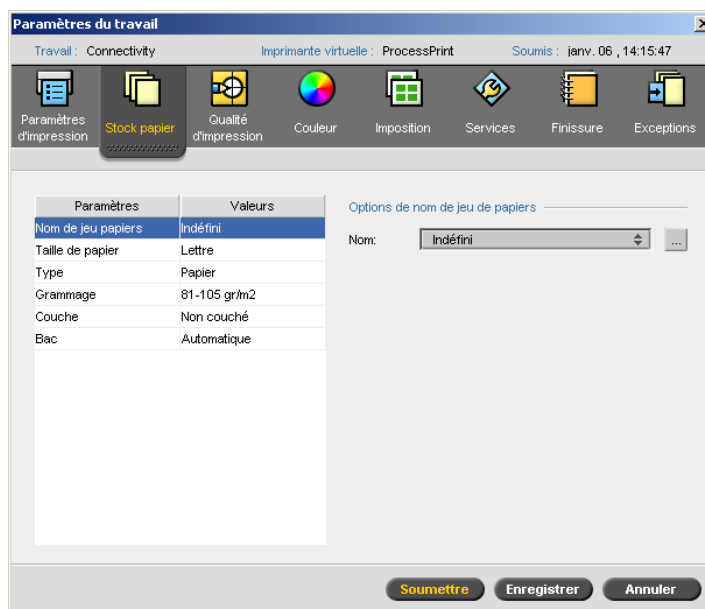 Paramètres du travail
Travail : Connectivity Imprimante virtuelle : ProcessPrint Soumis : janv. 06 , 14:15:47
Paramètres d'impression
Stock papier
Qualité d'impression
Couleur
Imposition
Services
Finissure
Exceptions
Paramètres Valeurs
Nom de jeu papiers Indéfini
Taille de papier Lettre
Type Papier
Grammage 81-105 gr/m2
Couche Non couché
Bac Automatique
Options de nom de jeu de papiers
Nom: Indéfini ...
Soumettre Enregistrer Annuler